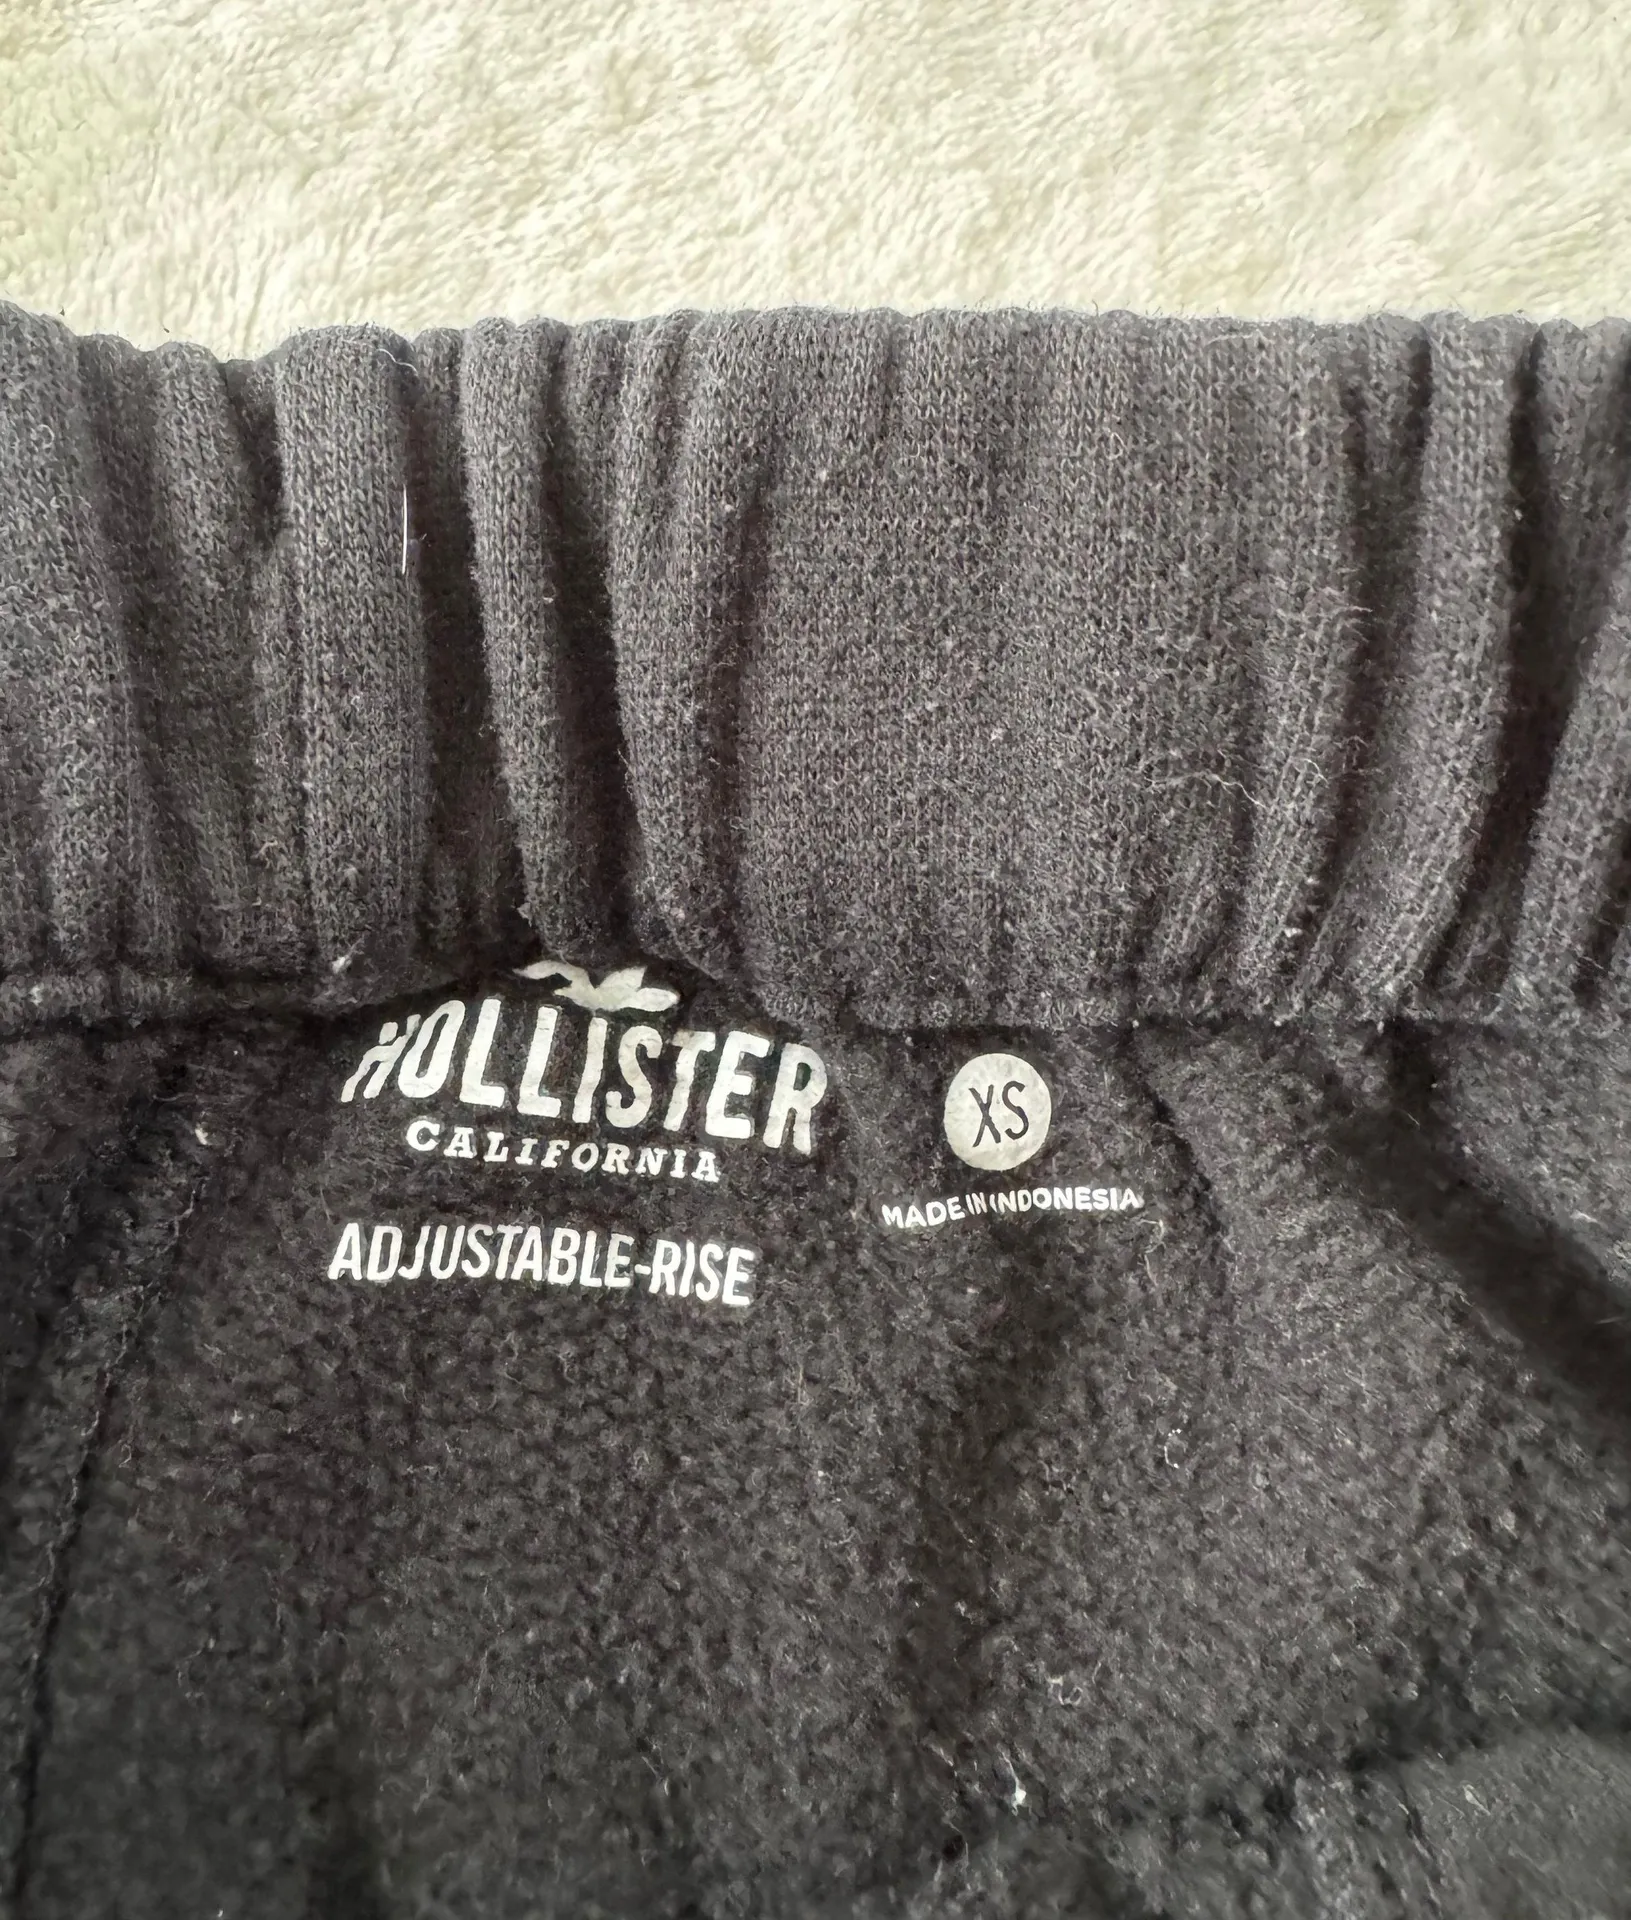 HOLLISTER
CALIFORNIA
ADJUSTABLE-RISE
XS
MADE IN INDONESIA